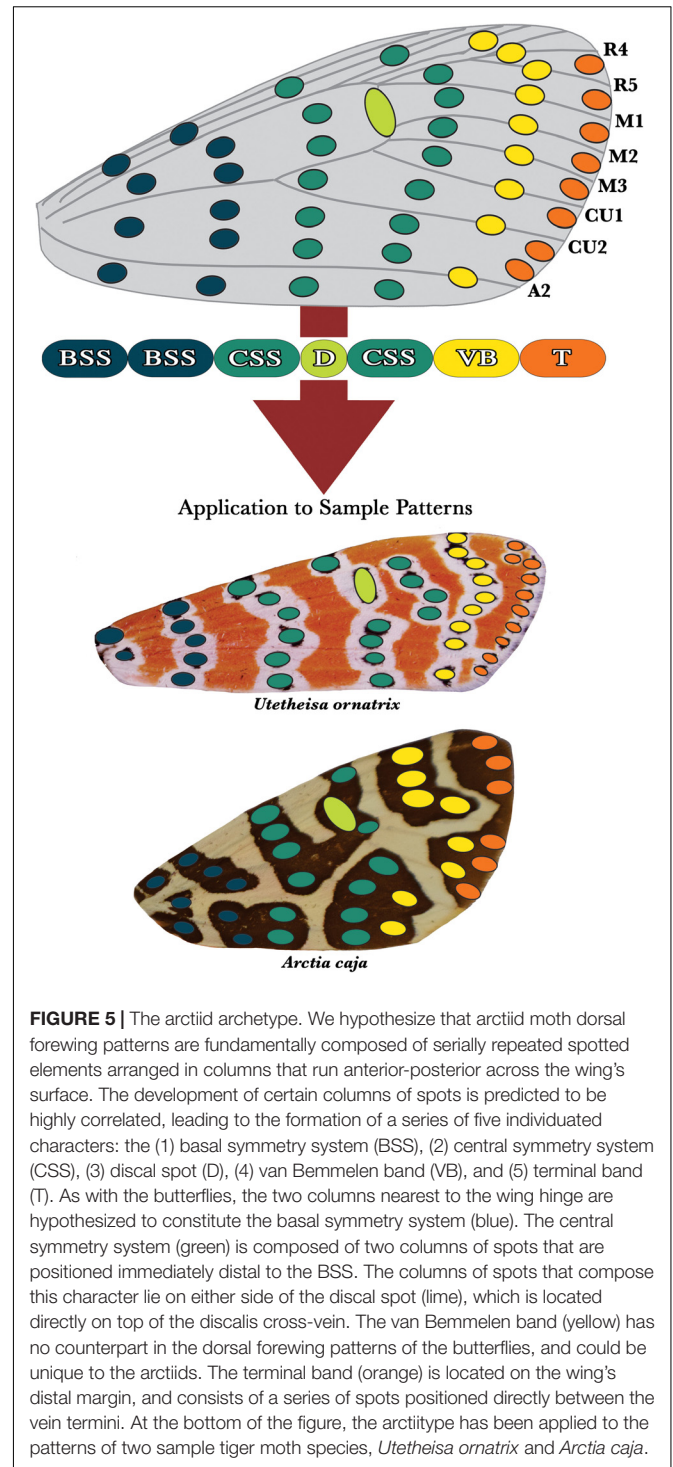 R4
R5
M1
M2
M3
CU1
CU2
A2
BSS BSS CSS D CSS VB T
Application to Sample Patterns
Utetheisa ornatrix
Arctia caja
FIGURE 5 | The arctiid archetype. We hypothesize that arctiid moth dorsal
forewing patterns are fundamentally composed of serially repeated spotted
elements arranged in columns that run anterior-posterior across the wing's
surface. The development of certain columns of spots is predicted to be
highly correlated, leading to the formation of a series of five individuated
characters: the (1) basal symmetry system (BSS), (2) central symmetry system
(CSS), (3) discal spot (D), (4) van Bemmelen band (VB), and (5) terminal band
(T). As with the butterflies, the two columns nearest to the wing hinge are
hypothesized to constitute the basal symmetry system (blue). The central
symmetry system (green) is composed of two columns of spots that are
positioned immediately distal to the BSS. The columns of spots that compose
this character lie on either side of the discal spot (lime), which is located
directly on top of the discalis cross-vein. The van Bemmelen band (yellow) has
no counterpart in the dorsal forewing patterns of the butterflies, and could be
unique to the arctiids. The terminal band (orange) is located on the wing's
distal margin, and consists of a series of spots positioned directly between the
vein termini. At the bottom of the figure, the arctiitype has been applied to the
patterns of two sample tiger moth species, Utetheisa ornatrix and Arctia caja.